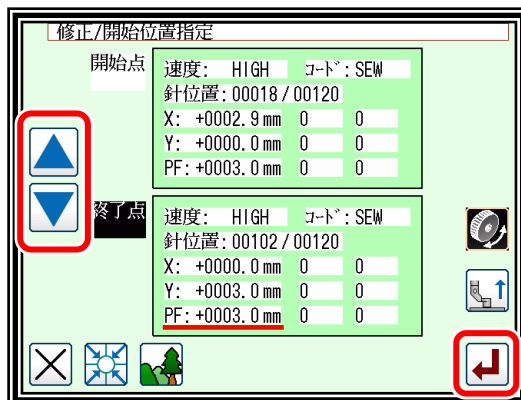 修正/開始位置指定
開始点
速度: HIGH コード:SEW
針位置:00018/00120
X: +0002.9mm 0 0
Y: +0000.0mm 0 0
PF:+0003.0mm 0 0
終了点
速度: HIGH コード:SEW
針位置:00102/00120
X: +0000.0mm 0 0
Y: +0003.0mm 0 0
PF:+0003.0mm 0 0